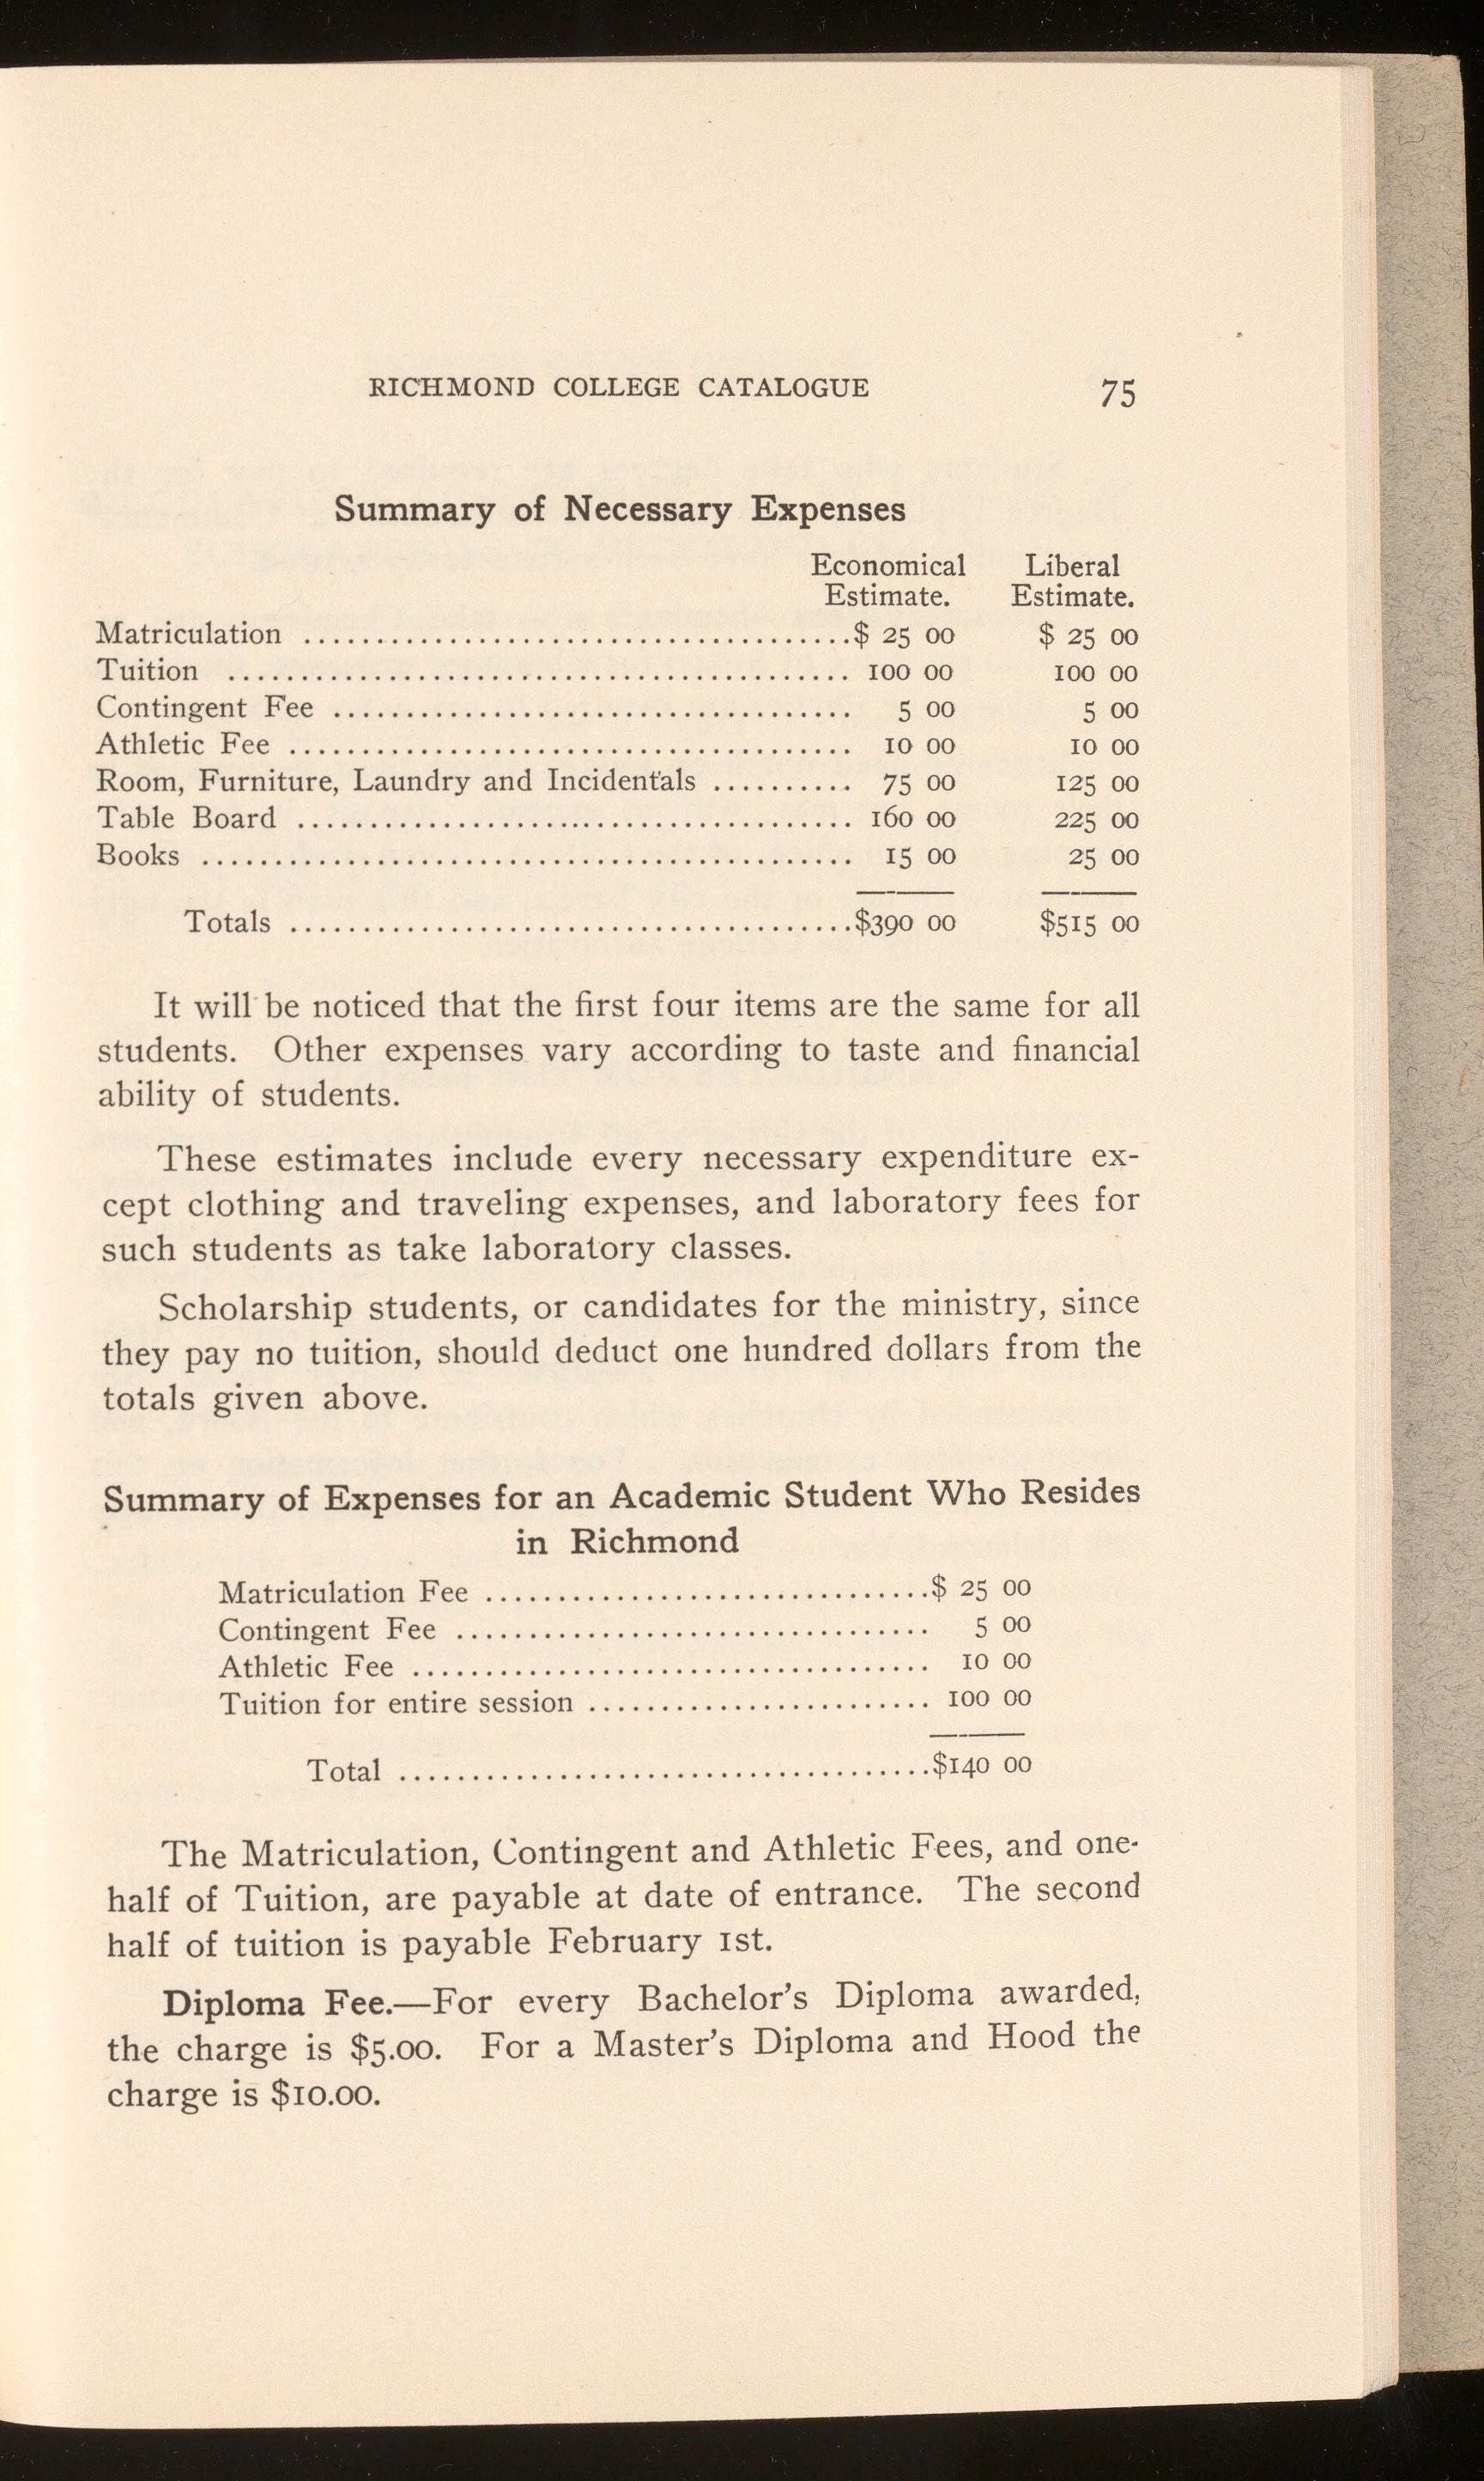 RICHMOND COLLEGE CATALOGUE 75
Summary of Necessary Expenses
Economical Liberal
Estimate. Estimate.
Matriculation ......................................$ 25 00 $ 25 00
Tuition ........................................... 100 00 100 00
Contingent Fee .................................... 5 00 5 00
Athletic Fee ....................................... 10 00 10 00
Room, Furniture, Laundry and Incidentals .......... 75 00 125 00
Table Board ...................................... 160 00 225 00
Books ............................................. 15 00 25 00
Totals .......................................$390 00 $515 00
It will be noticed that the first four items are the same for all
students. Other expenses vary according to taste and financial
ability of students.
These estimates include every necessary expenditure ex-
cept clothing and traveling expenses, and laboratory fees for
such students as take laboratory classes.
Scholarship students, or candidates for the ministry, since
they pay no tuition, should deduct one hundred dollars from the
totals given above.
Summary of Expenses for an Academic Student Who Resides
in Richmond
Matriculation Fee ...............................$ 25 00
Contingent Fee ................................. 5 00
Athletic Fee .................................... 10 00
Tuition for entire session ........................ 100 00
Total .....................................$140 00
The Matriculation, Contingent and Athletic Fees, and one-
half of Tuition, are payable at date of entrance. The second
half of tuition is payable February 1st.
Diploma Fee.—For every Bachelor's Diploma awarded,
the charge is $5.00. For a Master's Diploma and Hood the
charge is $10.00.